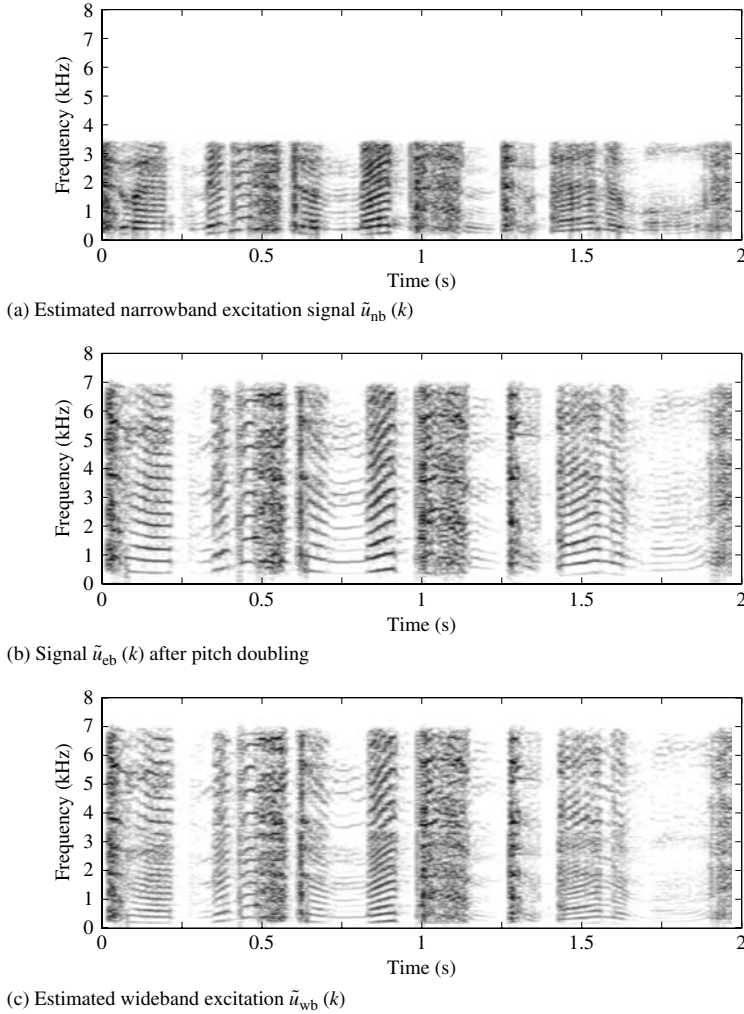 8
7
6
5
4
3
2
1
0
Frequency (kHz)
0 0.5 1 1.5 2
Time (s)
(a) Estimated narrowband excitation signal ũnb (k)
8
7
6
5
4
3
2
1
0
Frequency (kHz)
0 0.5 1 1.5 2
Time (s)
(b) Signal ũeb (k) after pitch doubling
8
7
6
5
4
3
2
1
0
Frequency (kHz)
0 0.5 1 1.5 2
Time (s)
(c) Estimated wideband excitation ũwb (k)